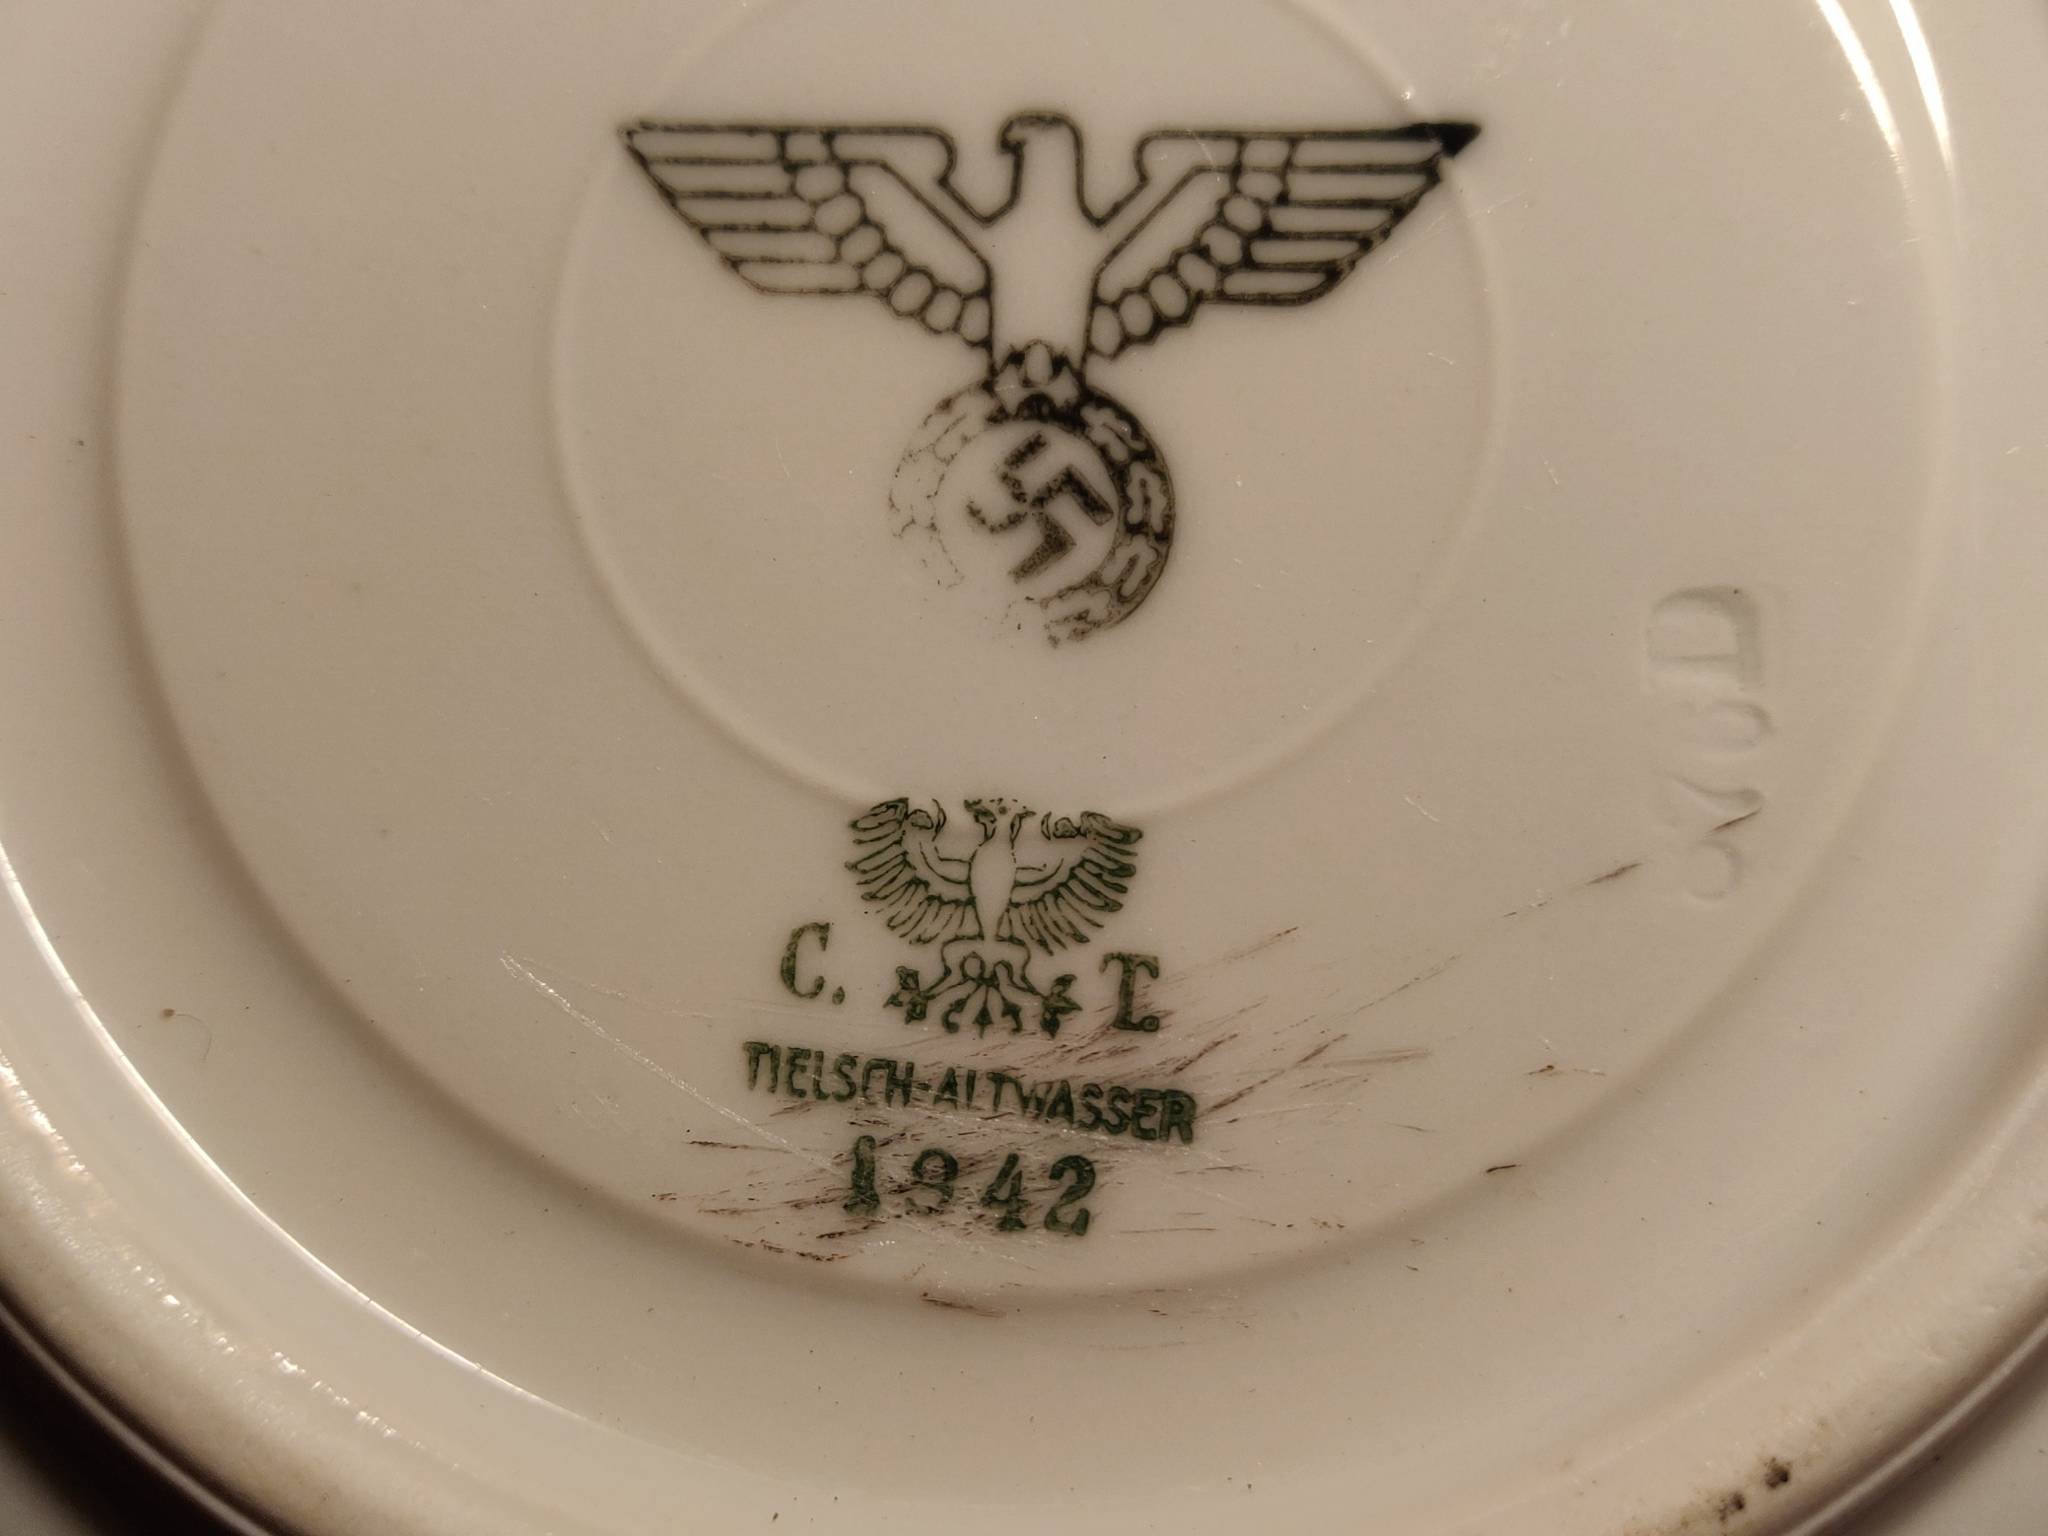 C. T.
TIELSCH-ALTWASSER
1942